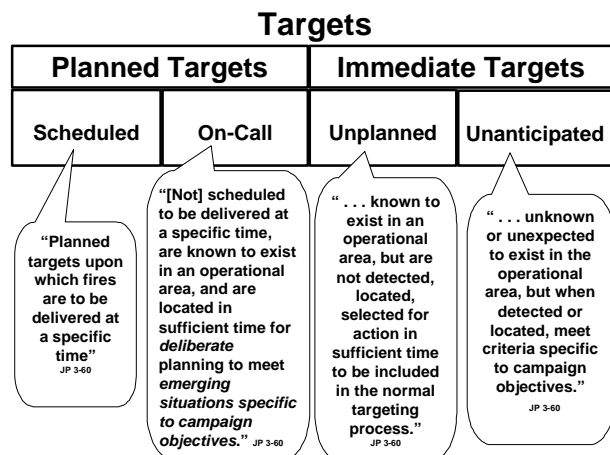 Targets
Planned Targets
Immediate Targets
Scheduled
On-Call
Unplanned
Unanticipated
“Planned
targets upon
which fires
are to be
delivered at
a specific
time”
JP 3-60
“[Not] scheduled
to be delivered at
a specific time,
are known to exist
in an operational
area, and are
located in
sufficient time for
deliberate
planning to meet
emerging
situations specific
to campaign
objectives.” JP 3-60
“ . . . known to
exist in an
operational
area, but are
not detected,
located,
selected for
action in
sufficient time
to be included
in the normal
targeting
process.”
JP 3-60
“ . . . unknown
or unexpected
to exist in the
operational
area, but when
detected or
located, meet
criteria specific
to campaign
objectives.”
JP 3-60